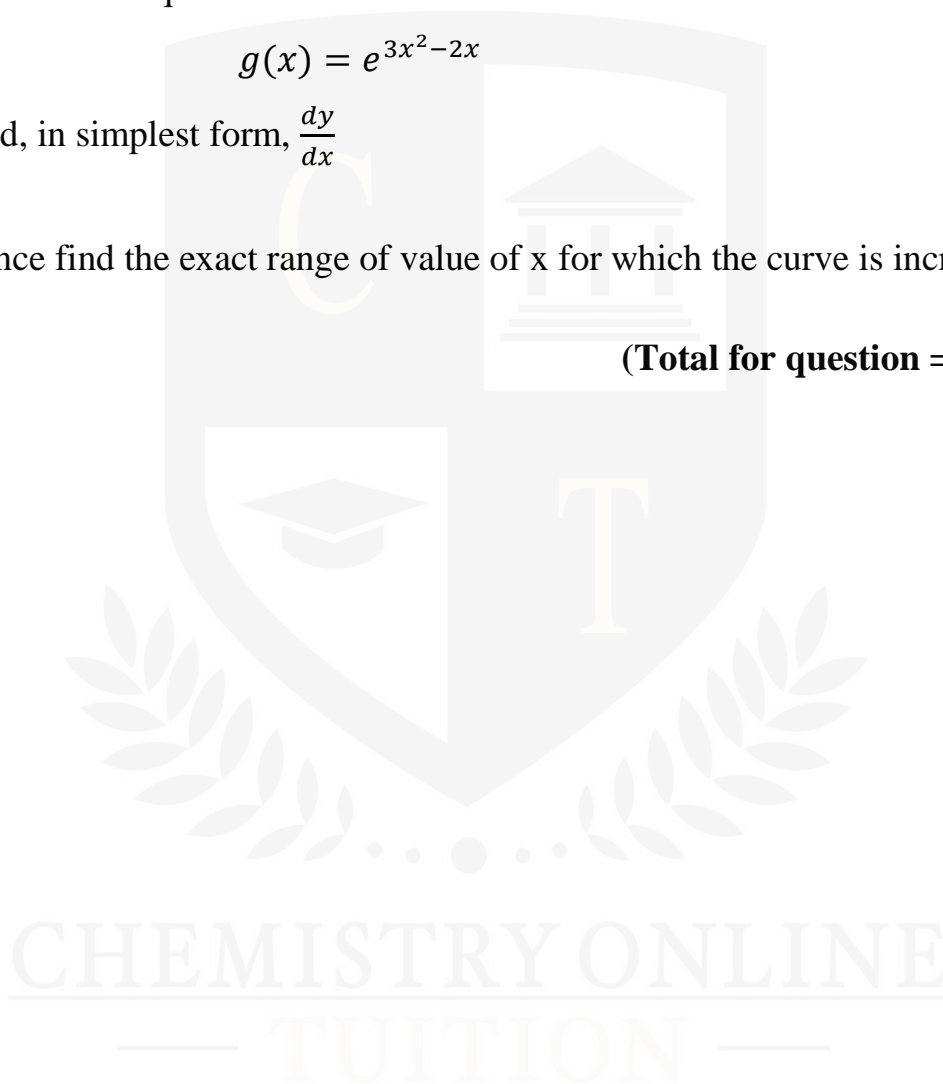 g(x) = e^{3x^2−2x}
d, in simplest form, dy/dx
nce find the exact range of value of x for which the curve is incr
(Total for question =
C
T
CHEMISTRY ONLINE
TUITION